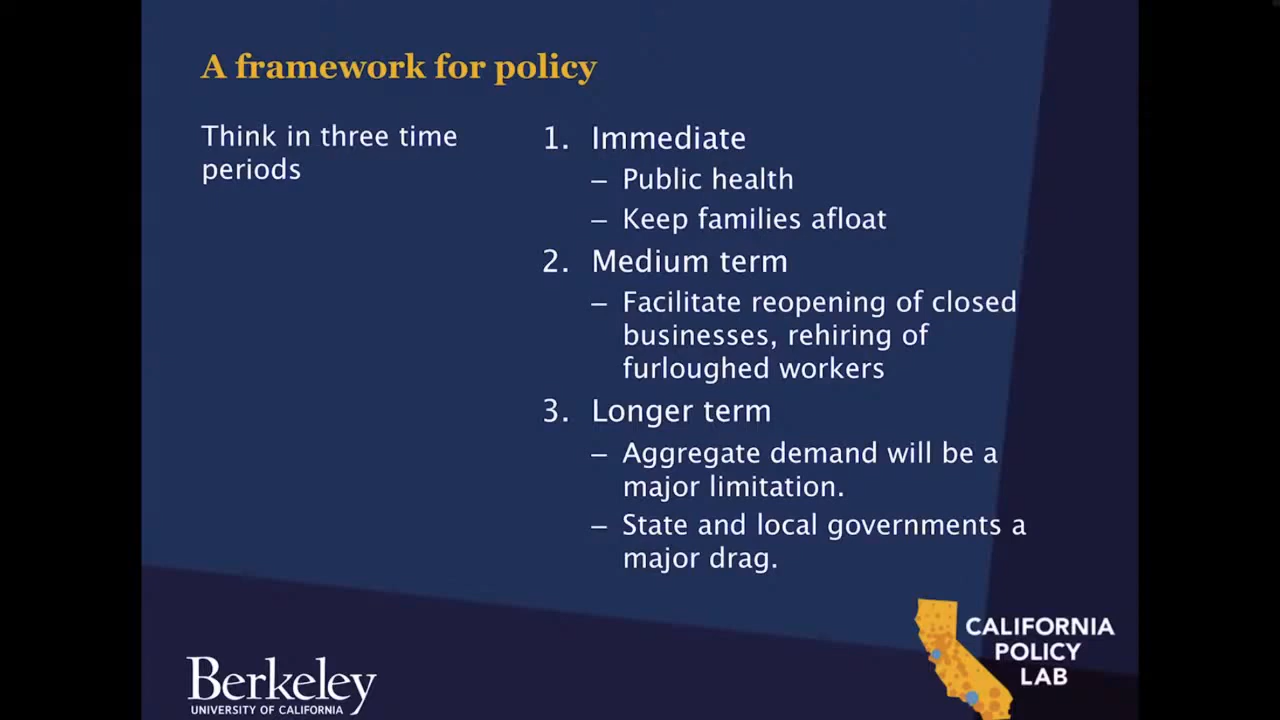 A framework for policy
Think in three time
periods
1. Immediate
– Public health
– Keep families afloat
2. Medium term
– Facilitate reopening of closed
businesses, rehiring of
furloughed workers
3. Longer term
– Aggregate demand will be a
major limitation.
– State and local governments a
major drag.
Berkeley
UNIVERSITY OF CALIFORNIA
CALIFORNIA
POLICY
LAB